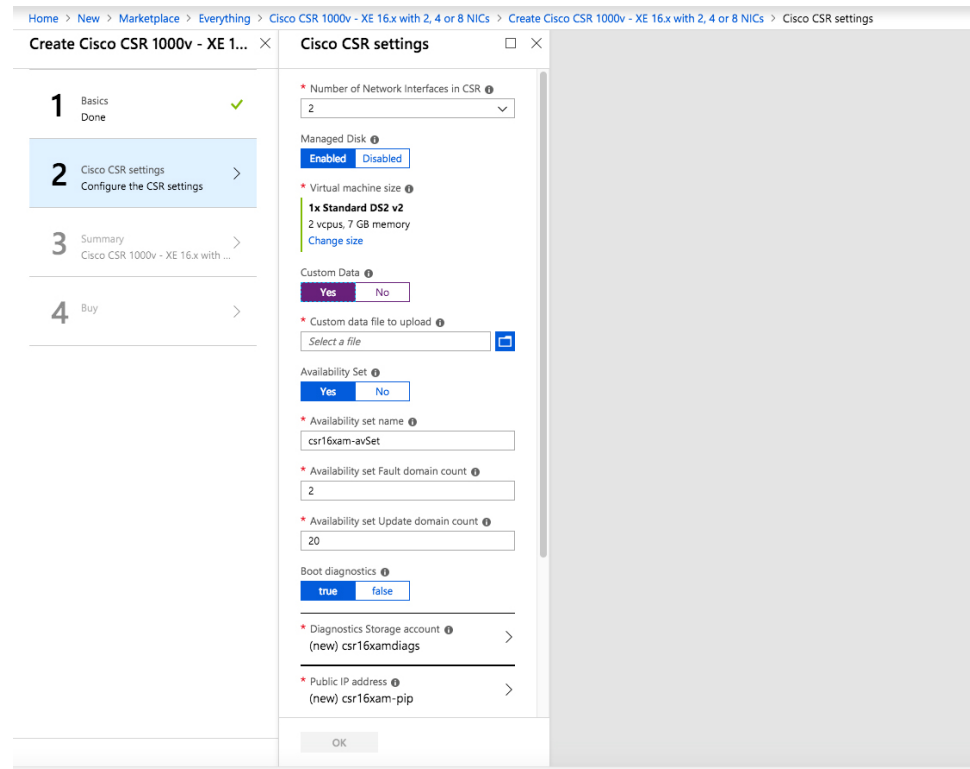 Home > New > Marketplace > Everything > Cisco CSR 1000v - XE 16.x with 2, 4 or 8 NICs > Create Cisco CSR 1000v - XE 16.x with 2, 4 or 8 NICs > Cisco CSR settings
Create Cisco CSR 1000v - XE 1...
1
Basics
Done
2
Cisco CSR settings
Configure the CSR settings
3
Summary
Cisco CSR 1000v - XE 16.x with ...
4
Buy
Cisco CSR settings
* Number of Network Interfaces in CSR
2
Managed Disk
Enabled Disabled
* Virtual machine size
1x Standard DS2 v2
2 vcpus, 7 GB memory
Change size
Custom Data
Yes No
* Custom data file to upload
Select a file
Availability Set
Yes No
* Availability set name
csr16xam-avSet
* Availability set Fault domain count
2
* Availability set Update domain count
20
Boot diagnostics
true false
* Diagnostics Storage account
(new) csr16xamdiags
* Public IP address
(new) csr16xam-pip
OK